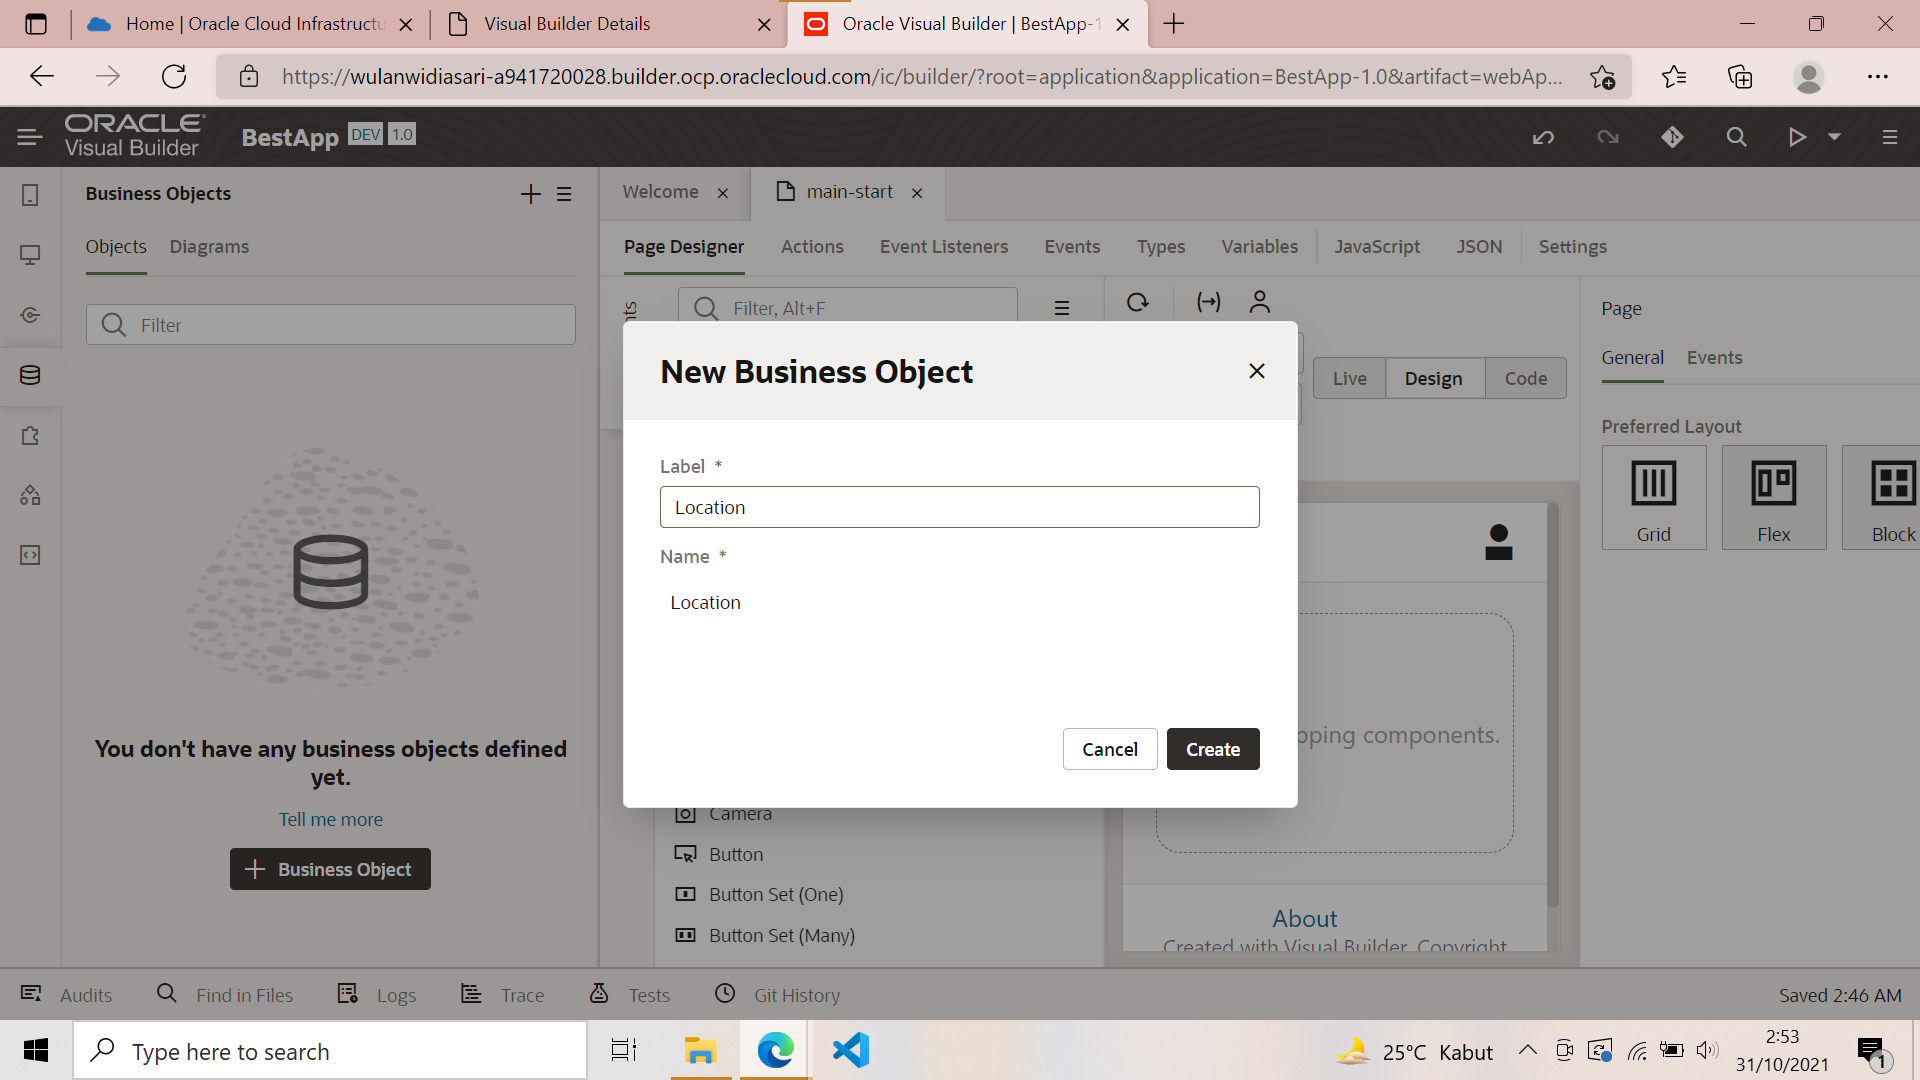 Home | Oracle Cloud Infrastructu
Visual Builder Details
Oracle Visual Builder | BestApp-1
https://wulanwidiasari-a941720028.builder.ocp.oraclecloud.com/ic/builder/?root=application&application=BestApp-1.0&artifact=webAp...
ORACLE
Visual Builder
BestApp DEV 1.0
Business Objects
Objects Diagrams
Filter
You don't have any business objects defined
yet.
Tell me more
Business Object
Welcome
main-start
Page Designer Actions Event Listeners Events Types Variables JavaScript JSON Settings
Filter, Alt+F
Live Design Code
New Business Object
Label *
Location
Name *
Location
Cancel Create
pping components.
Camera
Button
Button Set (One)
Button Set (Many)
About
Created with Visual Builder. Copyright
Page
General Events
Preferred Layout
Grid Flex Block
Audits Find in Files Logs Trace Tests Git History
Saved 2:46 AM
Type here to search
25°C Kabut
2:53
31/10/2021
1